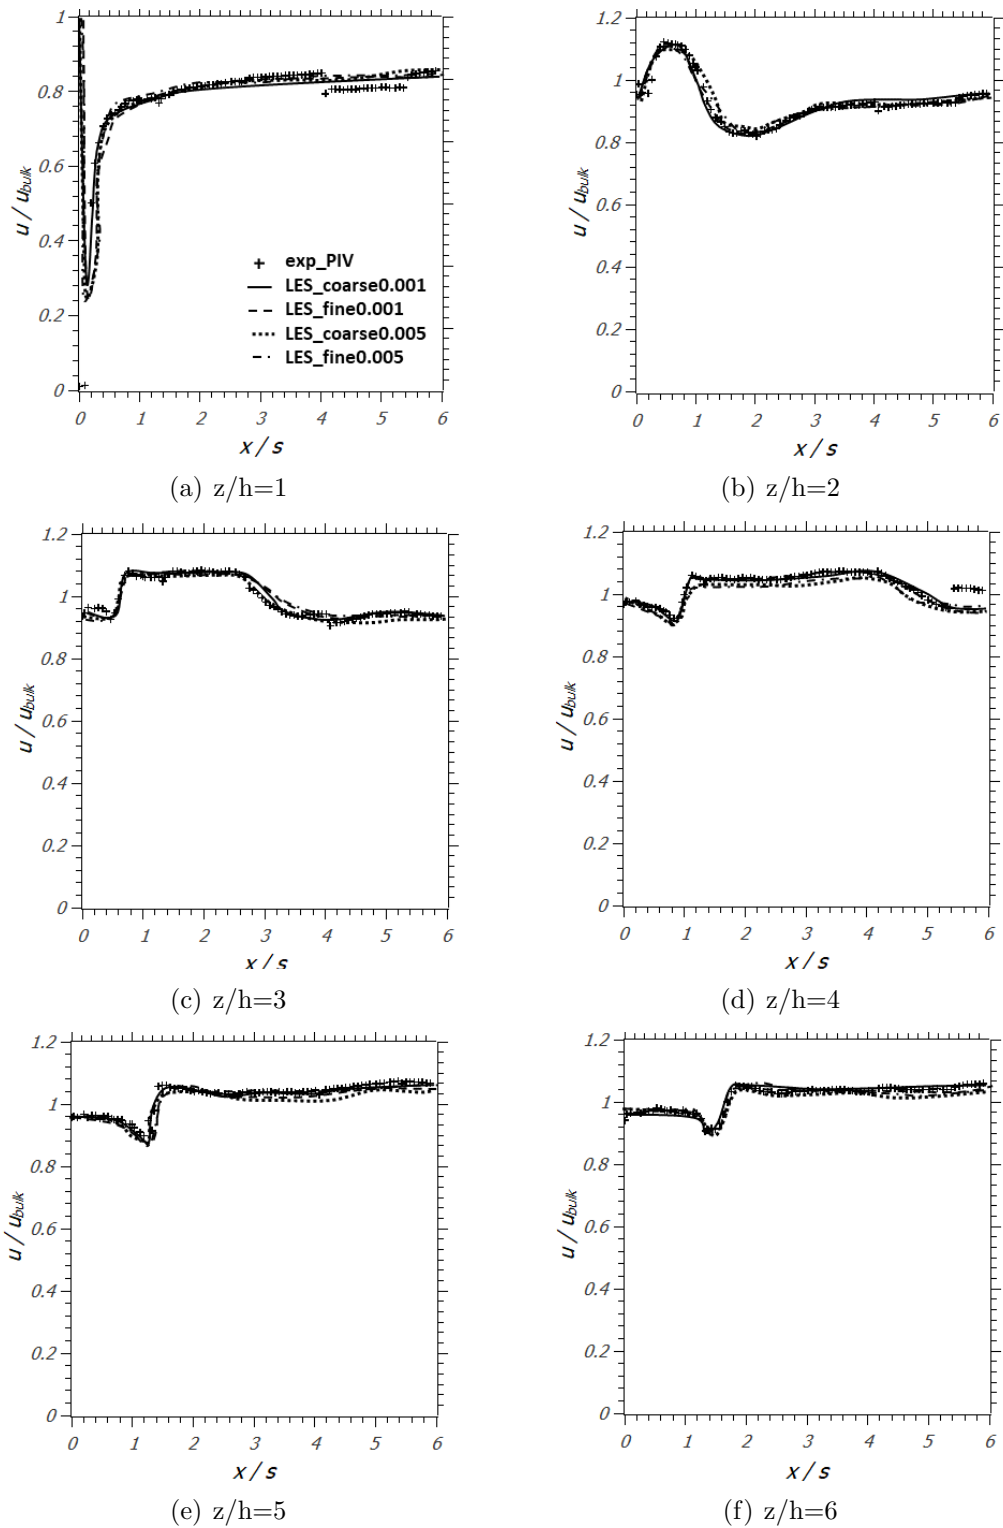 1
0.8
0.6
0.4
0.2
0
u / u_bulk
exp_PIV
LES_coarse0.001
LES_fine0.001
LES_coarse0.005
LES_fine0.005
0 1 2 3 4 5 6
x / s
(a) z/h=1
1.2
1
0.8
0.6
0.4
0.2
0
u / u_bulk
0 1 2 3 4 5 6
x / s
(b) z/h=2
1.2
1
0.8
0.6
0.4
0.2
0
u / u_bulk
0 1 2 3 4 5 6
x / s
(c) z/h=3
1.2
1
0.8
0.6
0.4
0.2
0
u / u_bulk
0 1 2 3 4 5 6
x / s
(d) z/h=4
1.2
1
0.8
0.6
0.4
0.2
0
u / u_bulk
0 1 2 3 4 5 6
x / s
(e) z/h=5
1.2
1
0.8
0.6
0.4
0.2
0
u / u_bulk
0 1 2 3 4 5 6
x / s
(f) z/h=6